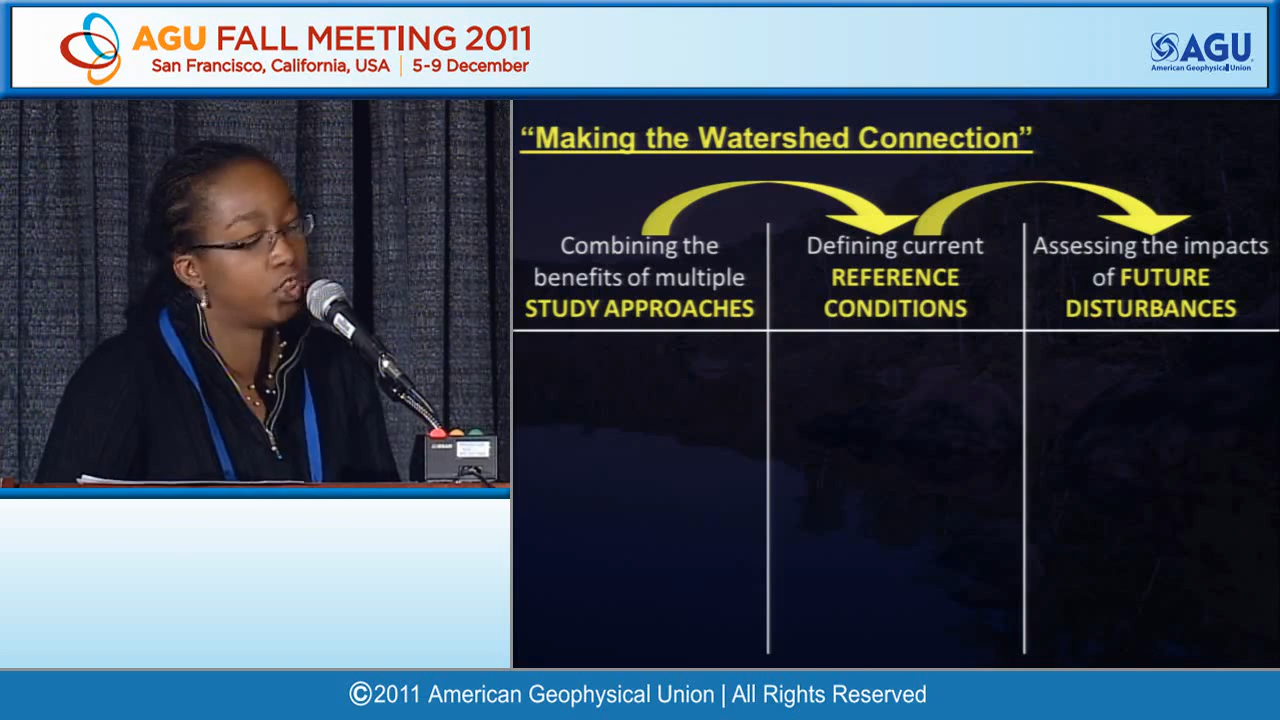 AGU FALL MEETING 2011
San Francisco, California, USA | 5-9 December
AGU
American Geophysical Union
“Making the Watershed Connection”
Combining the
benefits of multiple
STUDY APPROACHES
Defining current
REFERENCE
CONDITIONS
Assessing the impacts
of FUTURE
DISTURBANCES
©2011 American Geophysical Union | All Rights Reserved